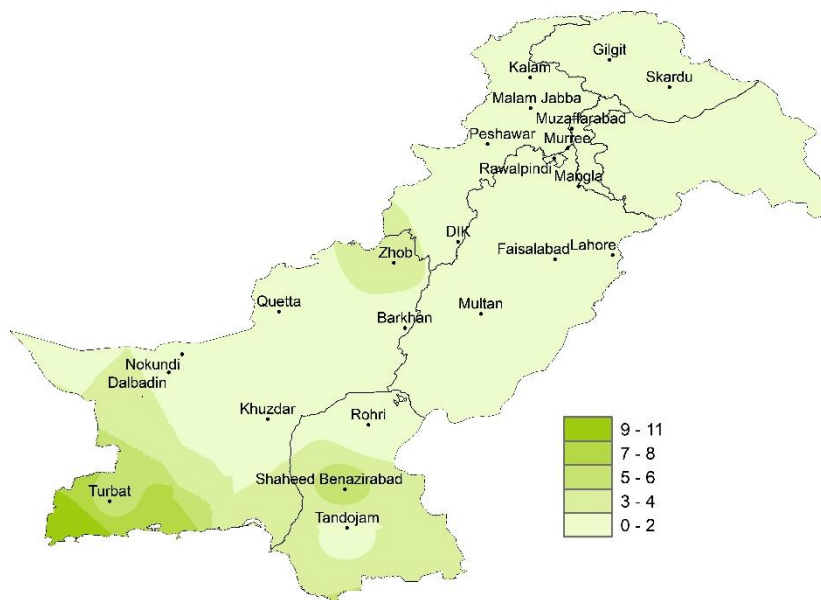 Gilgit
Kalam
Skardu
Malam Jabba
Muzaffarabad
Peshawar
Murree
Rawalpindi
Mangla
DIK
Zhob
Faisalabad
Lahore
Quetta
Multan
Barkhan
Nokundi
Dalbadin
Khuzdar
Rohri
Shaheed Benazirabad
Turbat
Tandojam
9 - 11
7 - 8
5 - 6
3 - 4
0 - 2